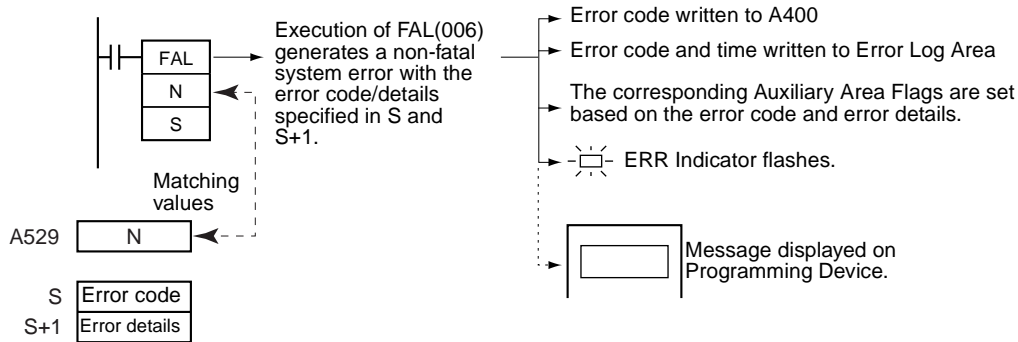 FAL
N
S
Execution of FAL(006)
generates a non-fatal
system error with the
error code/details
specified in S and
S+1.
Error code written to A400
Error code and time written to Error Log Area
The corresponding Auxiliary Area Flags are set
based on the error code and error details.
ERR Indicator flashes.
Message displayed on
Programming Device.
Matching
values
A529 N
S Error code
S+1 Error details